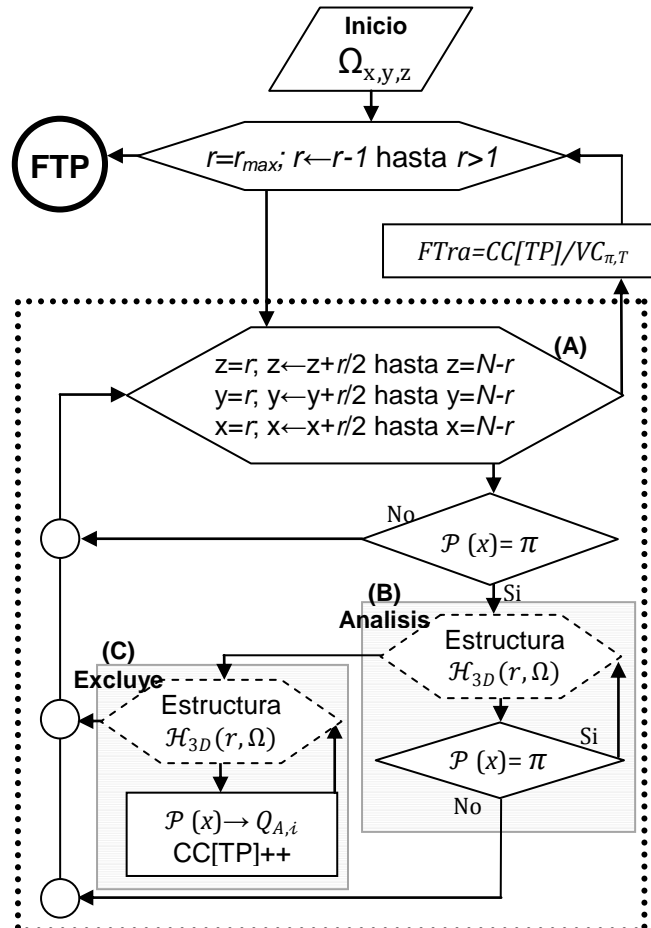 Inicio
Ωx,y,z
FTP
r=rmax; r←r-1 hasta r>1
FTra=CC[TP]/VCπ,T
(A)
z=r; z←z+r/2 hasta z=N-r
y=r; y←y+r/2 hasta y=N-r
x=r; x←x+r/2 hasta x=N-r
No
𝒫 (x)= π
Si
(B)
Analisis
Estructura
ℋ3D(r, Ω)
(C)
Excluye
Estructura
ℋ3D(r, Ω)
Si
𝒫 (x)= π
No
𝒫 (x)→ QA,i
CC[TP]++